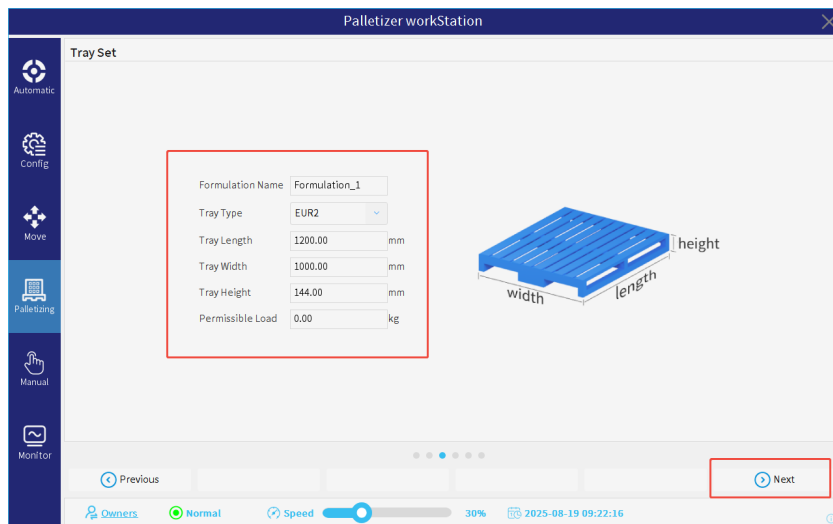 Palletizer workStation
Tray Set
Automatic
Config
Move
Palletizing
Manual
Monitor
Formulation Name Formulation_1
Tray Type EUR2
Tray Length 1200.00 mm
Tray Width 1000.00 mm
Tray Height 144.00 mm
Permissible Load 0.00 kg
height
width
length
Previous
Next
Owners Normal Speed 30% 2025-08-19 09:22:16